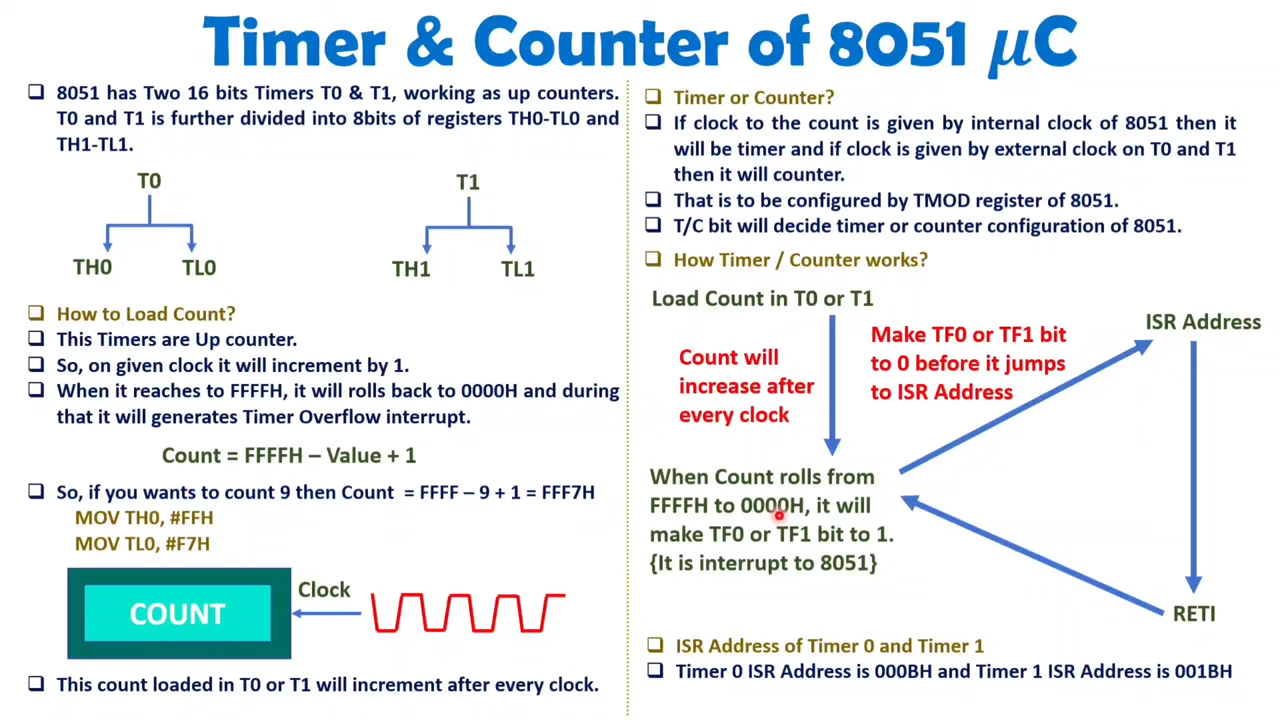 Timer & Counter of 8051 μC
❑ 8051 has Two 16 bits Timers T0 & T1, working as up counters.
T0 and T1 is further divided into 8bits of registers TH0-TL0 and
TH1-TL1.
T0
T1
TH0
TL0
TH1
TL1
❑ How to Load Count?
❑ This Timers are Up counter.
❑ So, on given clock it will increment by 1.
❑ When it reaches to FFFFH, it will rolls back to 0000H and during
that it will generates Timer Overflow interrupt.
Count = FFFFH – Value + 1
❑ So, if you wants to count 9 then Count = FFFF – 9 + 1 = FFF7H
MOV TH0, #FFH
MOV TL0, #F7H
COUNT
Clock
❑ This count loaded in T0 or T1 will increment after every clock.
❑ Timer or Counter?
❑ If clock to the count is given by internal clock of 8051 then it
will be timer and if clock is given by external clock on T0 and T1
then it will counter.
❑ That is to be configured by TMOD register of 8051.
❑ T/C bit will decide timer or counter configuration of 8051.
❑ How Timer / Counter works?
Load Count in T0 or T1
Count will
increase after
every clock
Make TF0 or TF1 bit
to 0 before it jumps
to ISR Address
ISR Address
When Count rolls from
FFFFH to 0000H, it will
make TF0 or TF1 bit to 1.
{It is interrupt to 8051}
RETI
❑ ISR Address of Timer 0 and Timer 1
❑ Timer 0 ISR Address is 000BH and Timer 1 ISR Address is 001BH